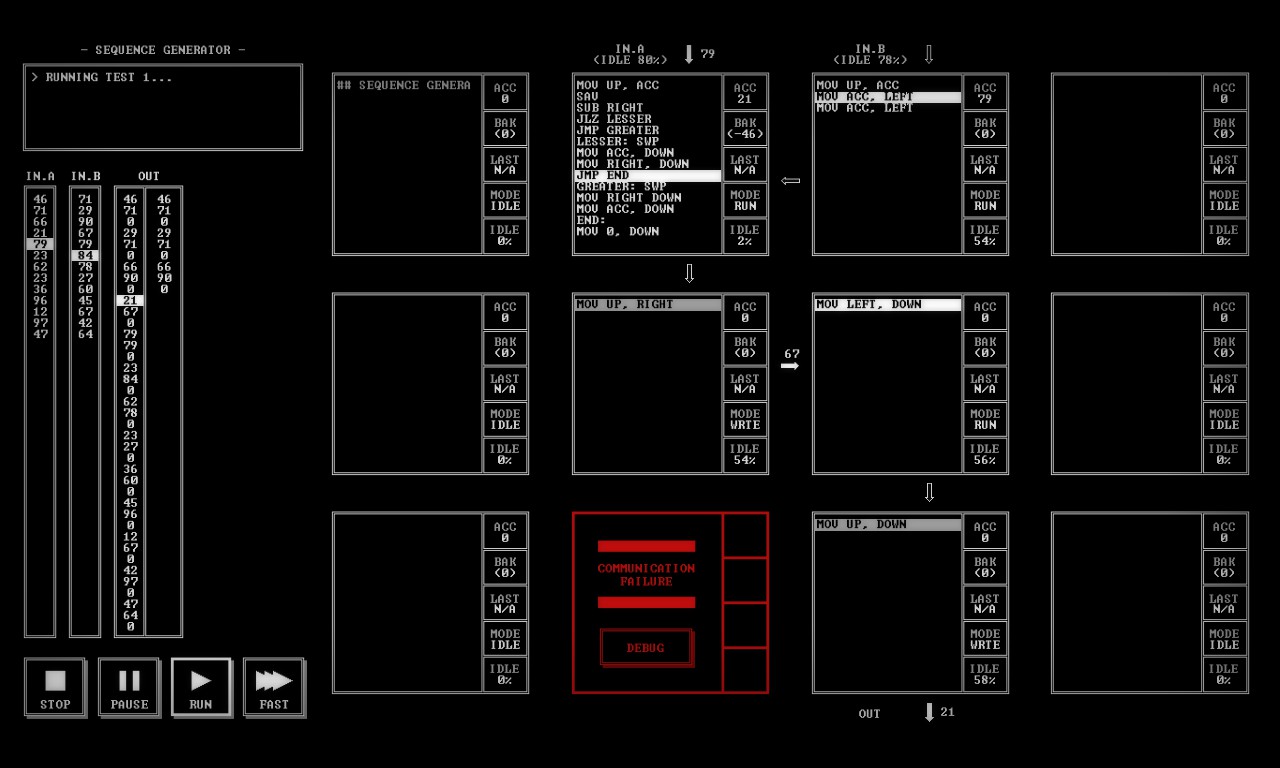 - SEQUENCE GENERATOR -
> RUNNING TEST 1...
IN.A IN.B OUT
46 71 46 46
71 29 71 71
66 90 0 0
21 67 29 29
79 79 71 71
23 84 0 0
62 78 66 66
23 27 90 90
36 60 0 0
96 45 21
12 67 67
97 42 0
47 64 79
79
0
23
84
0
62
78
0
23
27
0
36
60
0
45
96
0
12
67
0
42
97
0
47
64
0
STOP PAUSE RUN FAST
IN.A
(IDLE 80%)
79
IN.B
(IDLE 78%)
## SEQUENCE GENERA
ACC
0
BAK
(0)
LAST
N/A
MODE
IDLE
IDLE
0%
MOV UP, ACC
SAV
SUB RIGHT
JLZ LESSER
JMP GREATER
LESSER: SWP
MOV ACC, DOWN
MOV RIGHT, DOWN
JMP END
GREATER: SWP
MOV RIGHT DOWN
MOV ACC, DOWN
END:
MOV 0, DOWN
ACC
21
BAK
(-46)
LAST
N/A
MODE
RUN
IDLE
2%
MOV UP, ACC
MOV ACC, LEFT
MOV ACC, LEFT
ACC
79
BAK
(0)
LAST
N/A
MODE
RUN
IDLE
54%
ACC
0
BAK
(0)
LAST
N/A
MODE
IDLE
IDLE
0%
ACC
0
BAK
(0)
LAST
N/A
MODE
IDLE
IDLE
0%
MOV UP, RIGHT
ACC
0
BAK
(0)
LAST
N/A
MODE
WRTE
IDLE
54%
67
MOV LEFT, DOWN
ACC
0
BAK
(0)
LAST
N/A
MODE
RUN
IDLE
56%
ACC
0
BAK
(0)
LAST
N/A
MODE
IDLE
IDLE
0%
ACC
0
BAK
(0)
LAST
N/A
MODE
IDLE
IDLE
0%
COMMUNICATION
FAILURE
DEBUG
MOV UP, DOWN
ACC
0
BAK
(0)
LAST
N/A
MODE
WRTE
IDLE
58%
ACC
0
BAK
(0)
LAST
N/A
MODE
IDLE
IDLE
0%
OUT 21